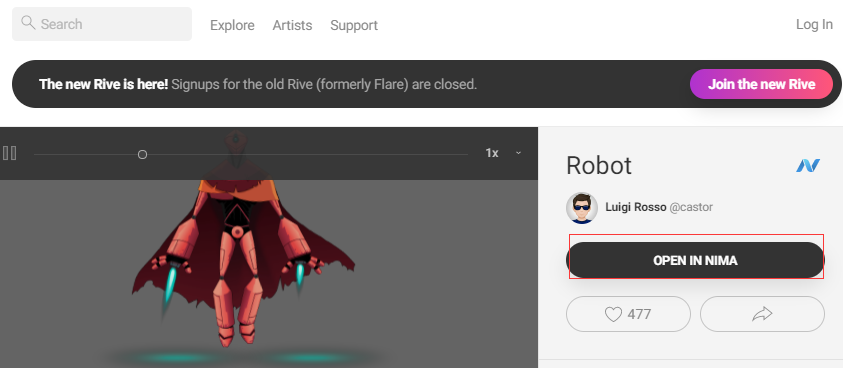 Search
Explore Artists Support
Log In
The new Rive is here! Signups for the old Rive (formerly Flare) are closed.
Join the new Rive
1x
Robot
Luigi Rosso @castor
OPEN IN NIMA
477